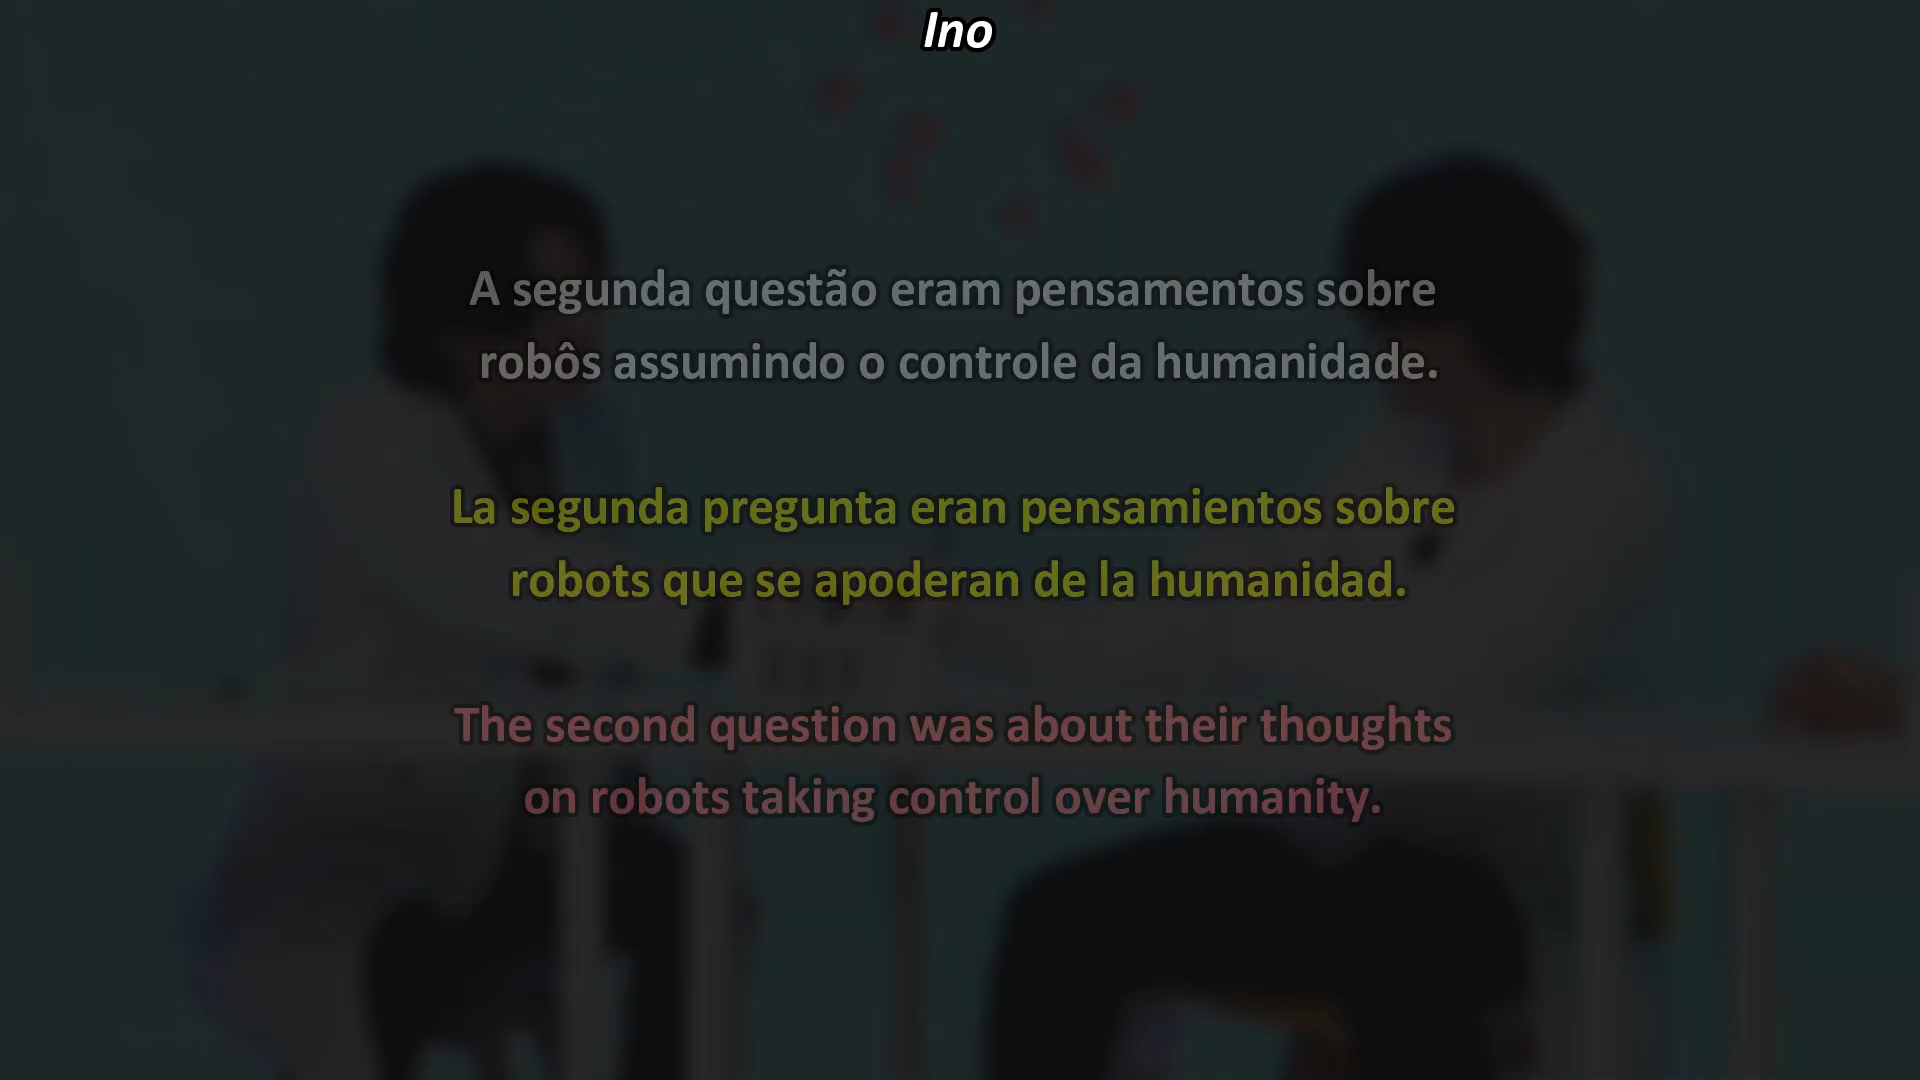 Ino
A segunda questão eram pensamentos sobre
robôs assumindo o controle da humanidade.
La segunda pregunta eran pensamientos sobre
robots que se apoderan de la humanidad.
The second question was about their thoughts
on robots taking control over humanity.